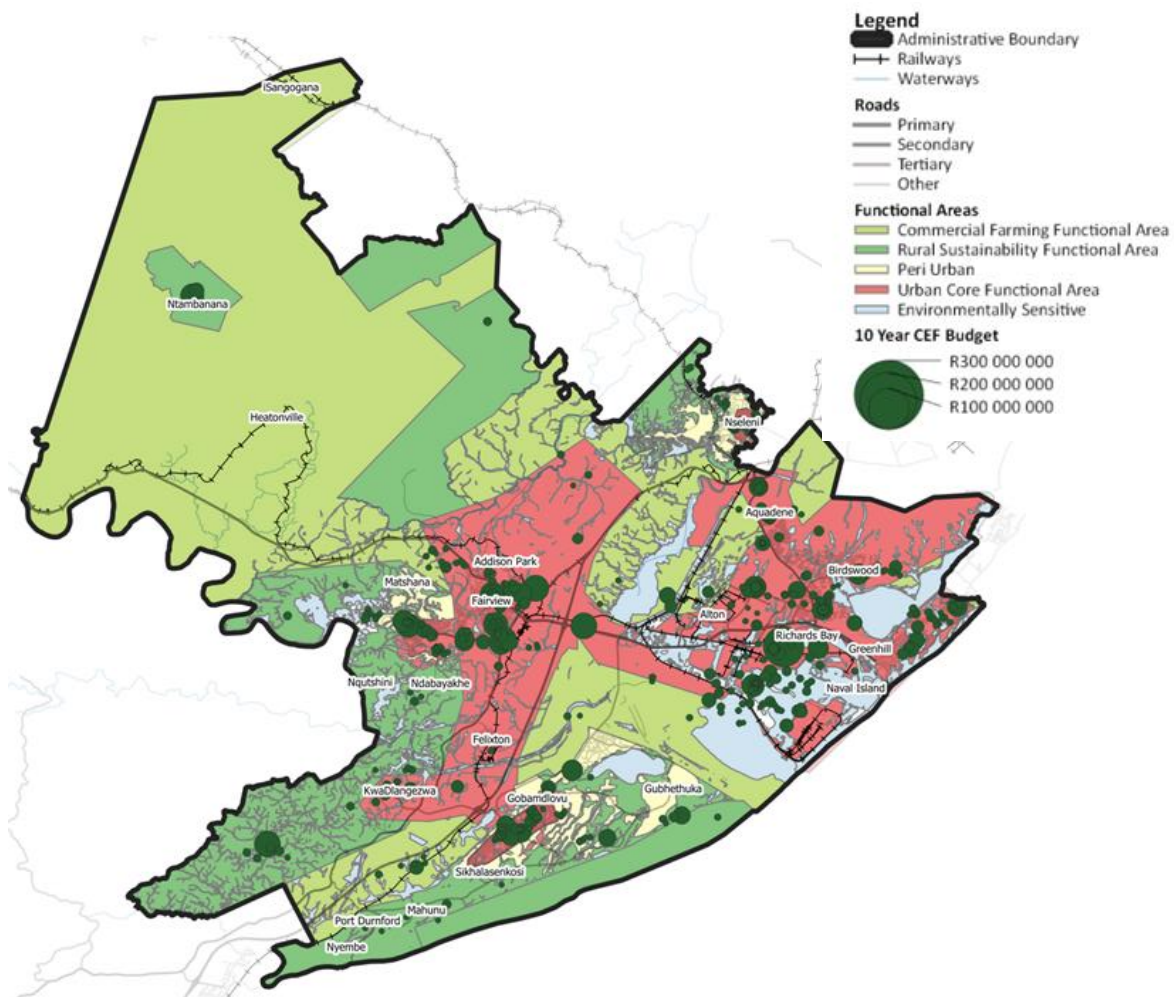 Legend
Administrative Boundary
Railways
Waterways
Roads
Primary
Secondary
Tertiary
Other
Functional Areas
Commercial Farming Functional Area
Rural Sustainability Functional Area
Peri Urban
Urban Core Functional Area
Environmentally Sensitive
10 Year CEF Budget
R300 000 000
R200 000 000
R100 000 000
iSangogana
Ntambanana
Heatonville
Nseleni
Aquadene
Addison Park
Birdswood
Matshana
Fairview
Alton
Richards Bay
Greenhill
Nqutshini
Ndabayakhe
Naval Island
Felixton
KwaDlangezwa
Gobamdlovu
Gubhethuka
Sikhalasenkosi
Mahunu
Port Durnford
Nyembe